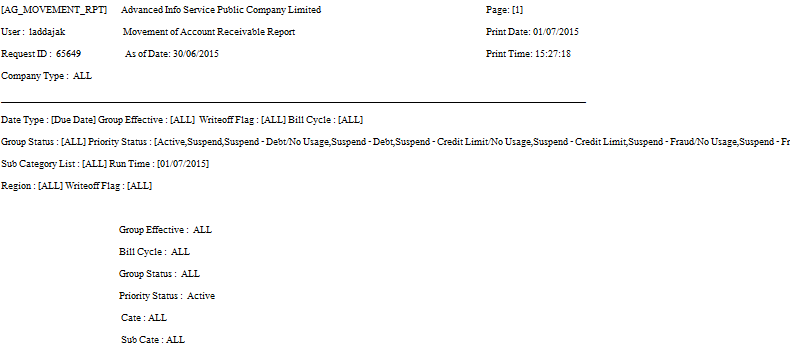 [AG_MOVEMENT_RPT] Advanced Info Service Public Company Limited Page: [1]
User : laddajak Movement of Account Receivable Report Print Date: 01/07/2015
Request ID : 65649 As of Date: 30/06/2015 Print Time: 15:27:18
Company Type : ALL
Date Type : [Due Date] Group Effective : [ALL] Writeoff Flag : [ALL] Bill Cycle : [ALL]
Group Status : [ALL] Priority Status : [Active,Suspend,Suspend - Debt/No Usage,Suspend - Debt,Suspend - Credit Limit/No Usage,Suspend - Credit Limit,Suspend - Fraud/No Usage,Suspend - Fr
Sub Category List : [ALL] Run Time : [01/07/2015]
Region : [ALL] Writeoff Flag : [ALL]
Group Effective : ALL
Bill Cycle : ALL
Group Status : ALL
Priority Status : Active
Cate : ALL
Sub Cate : ALL